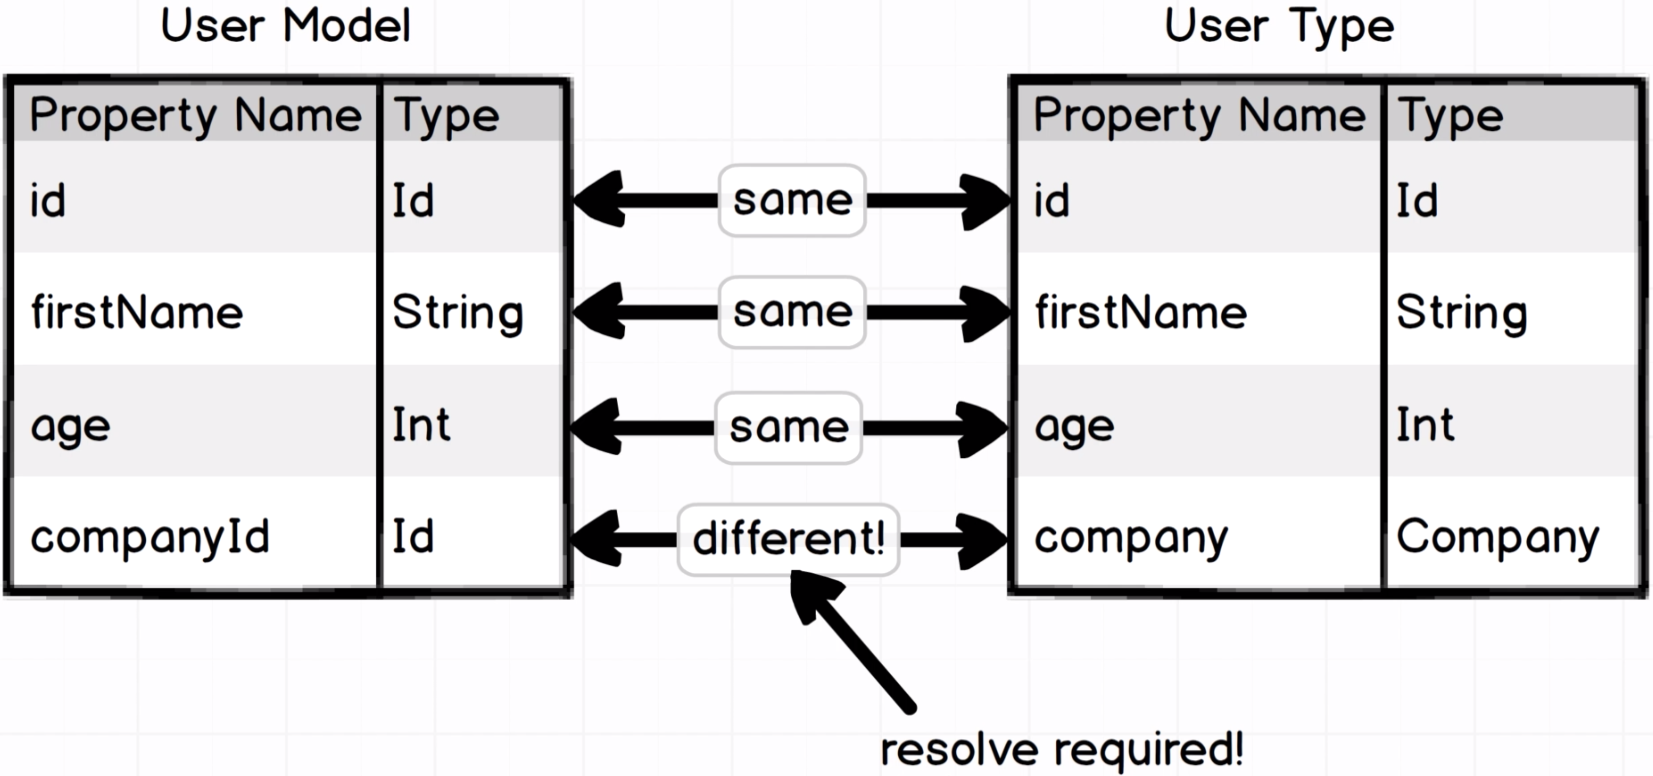 User Model
Property Name Type
id Id
firstName String
age Int
companyId Id
same
same
same
different!
resolve required!
User Type
Property Name Type
id Id
firstName String
age Int
company Company